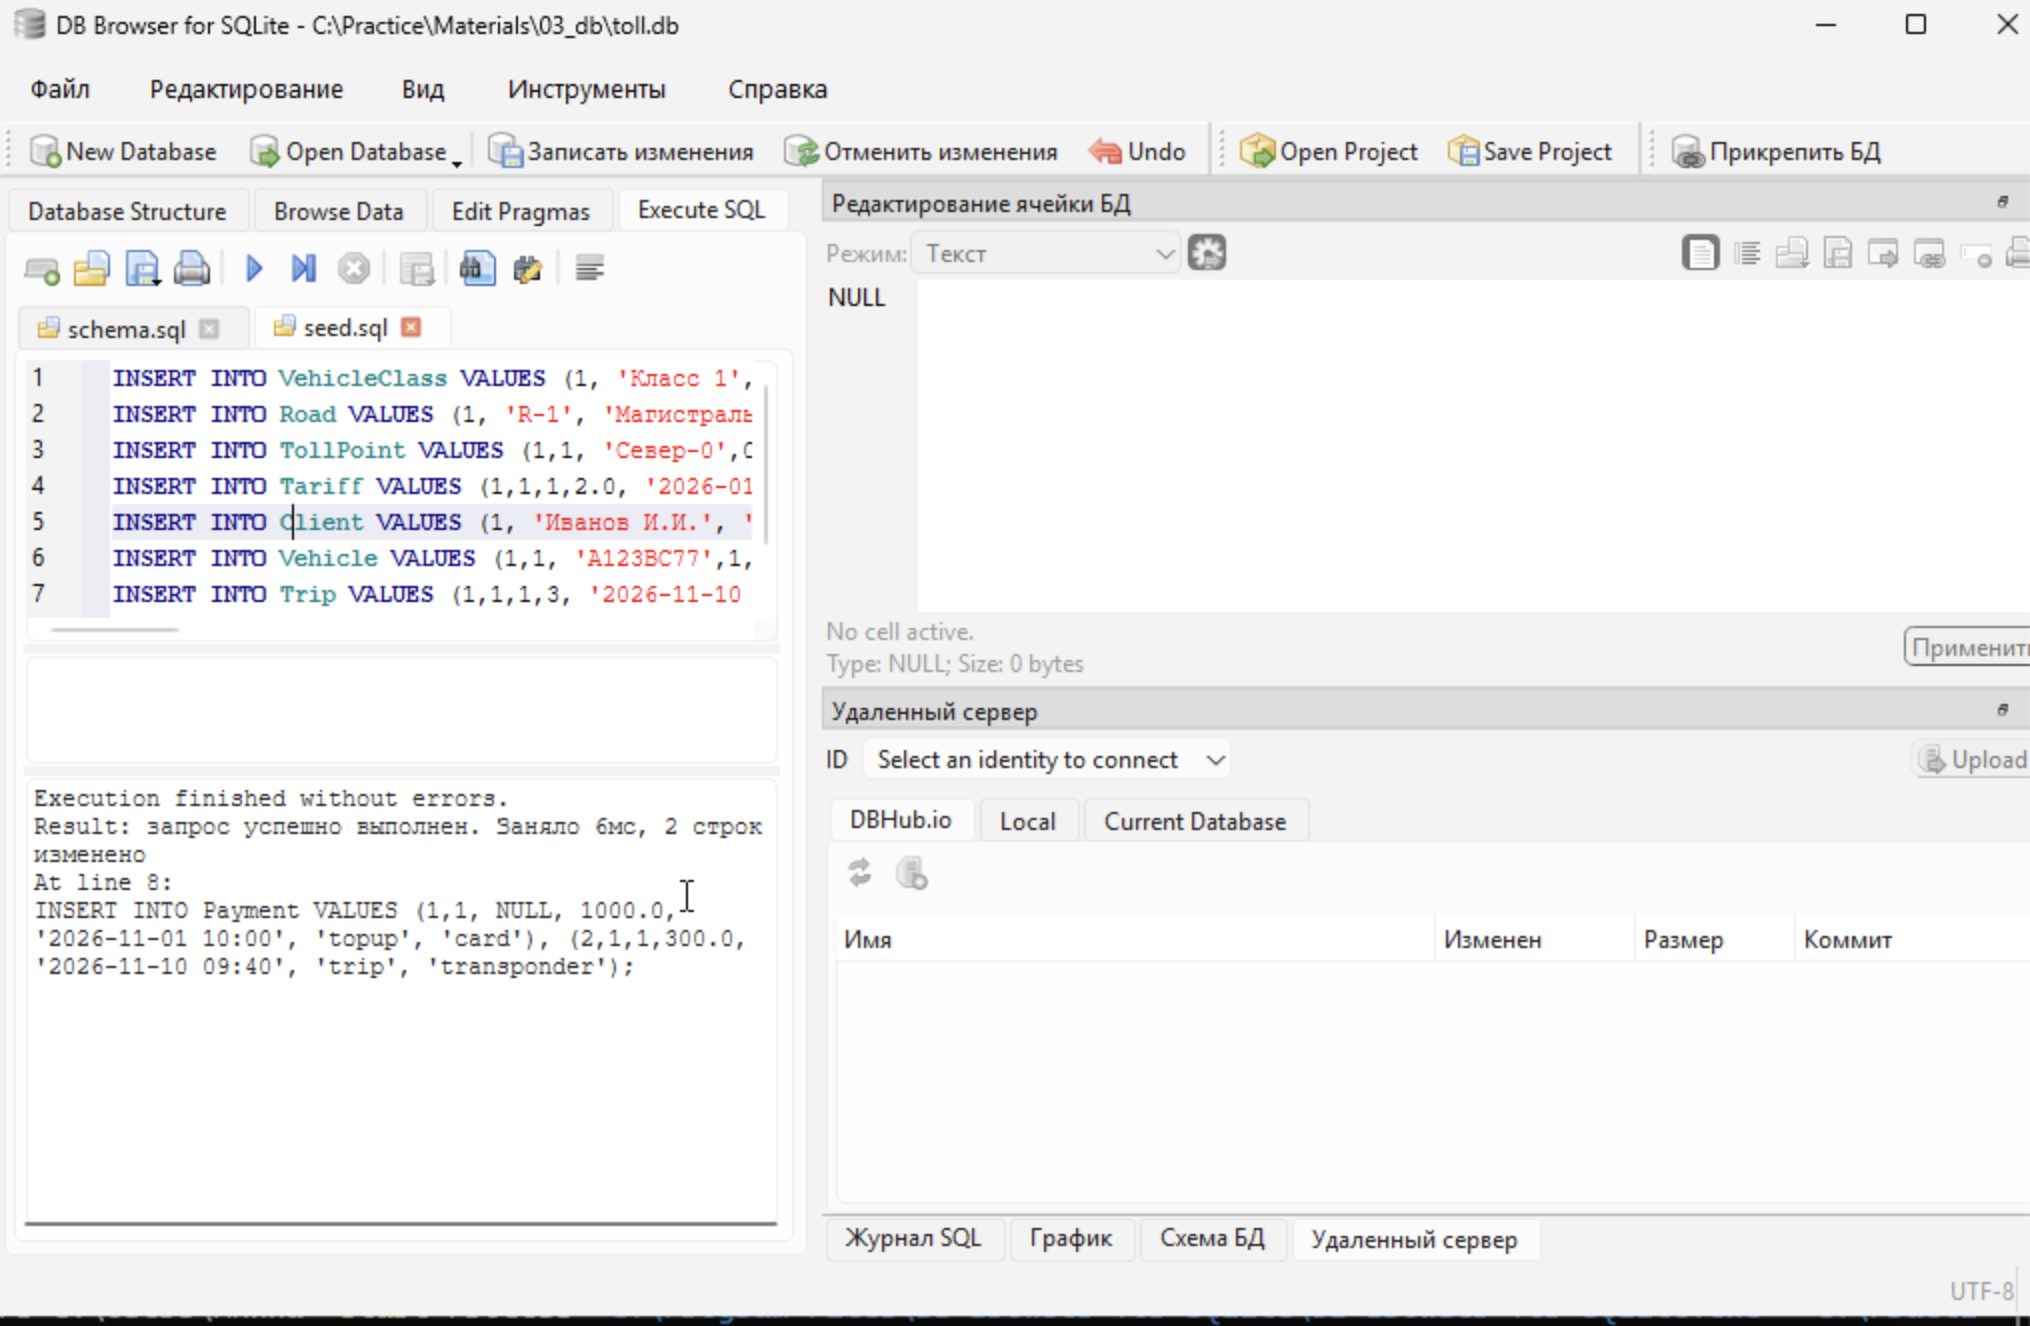 DB Browser for SQLite - C:\Practice\Materials\03_db\toll.db
Файл Редактирование Вид Инструменты Справка
New Database Open Database Записать изменения Отменить изменения Undo Open Project Save Project Прикрепить БД
Database Structure Browse Data Edit Pragmas Execute SQL
schema.sql seed.sql
1 INSERT INTO VehicleClass VALUES (1, 'Класс 1',
2 INSERT INTO Road VALUES (1, 'R-1', 'Магистраль
3 INSERT INTO TollPoint VALUES (1,1, 'Север-0',0
4 INSERT INTO Tariff VALUES (1,1,1,2.0, '2026-01
5 INSERT INTO Client VALUES (1, 'Иванов И.И.', '
6 INSERT INTO Vehicle VALUES (1,1, 'А123ВС77',1,
7 INSERT INTO Trip VALUES (1,1,1,3, '2026-11-10
Execution finished without errors.
Result: запрос успешно выполнен. Заняло 6мс, 2 строк
изменено
At line 8:
INSERT INTO Payment VALUES (1,1, NULL, 1000.0,
'2026-11-01 10:00', 'topup', 'card'), (2,1,1,300.0,
'2026-11-10 09:40', 'trip', 'transponder');
Редактирование ячейки БД
Режим: Текст
NULL
No cell active.
Type: NULL; Size: 0 bytes
Применить
Удаленный сервер
ID Select an identity to connect Upload
DBHub.io Local Current Database
Имя Изменен Размер Коммит
Журнал SQL График Схема БД Удаленный сервер
UTF-8